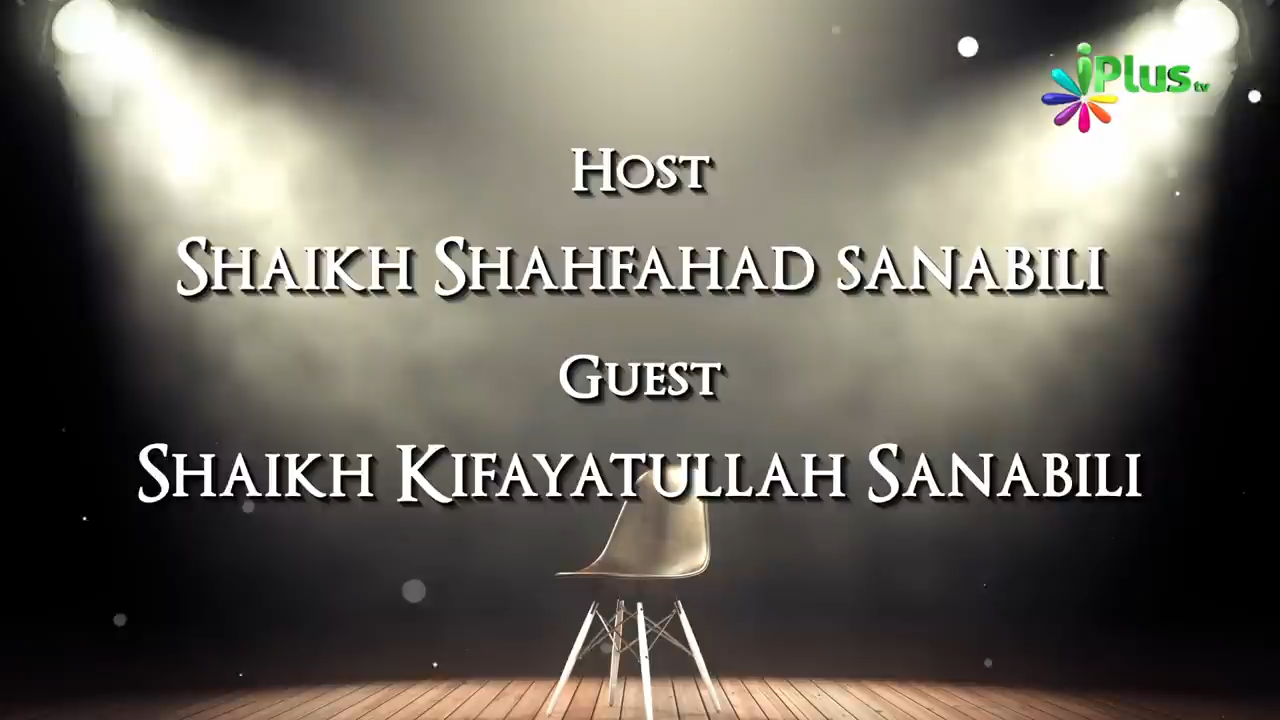 iPlus tv
Host
Shaikh Shahfahad sanabili
Guest
Shaikh Kifayatullah Sanabili